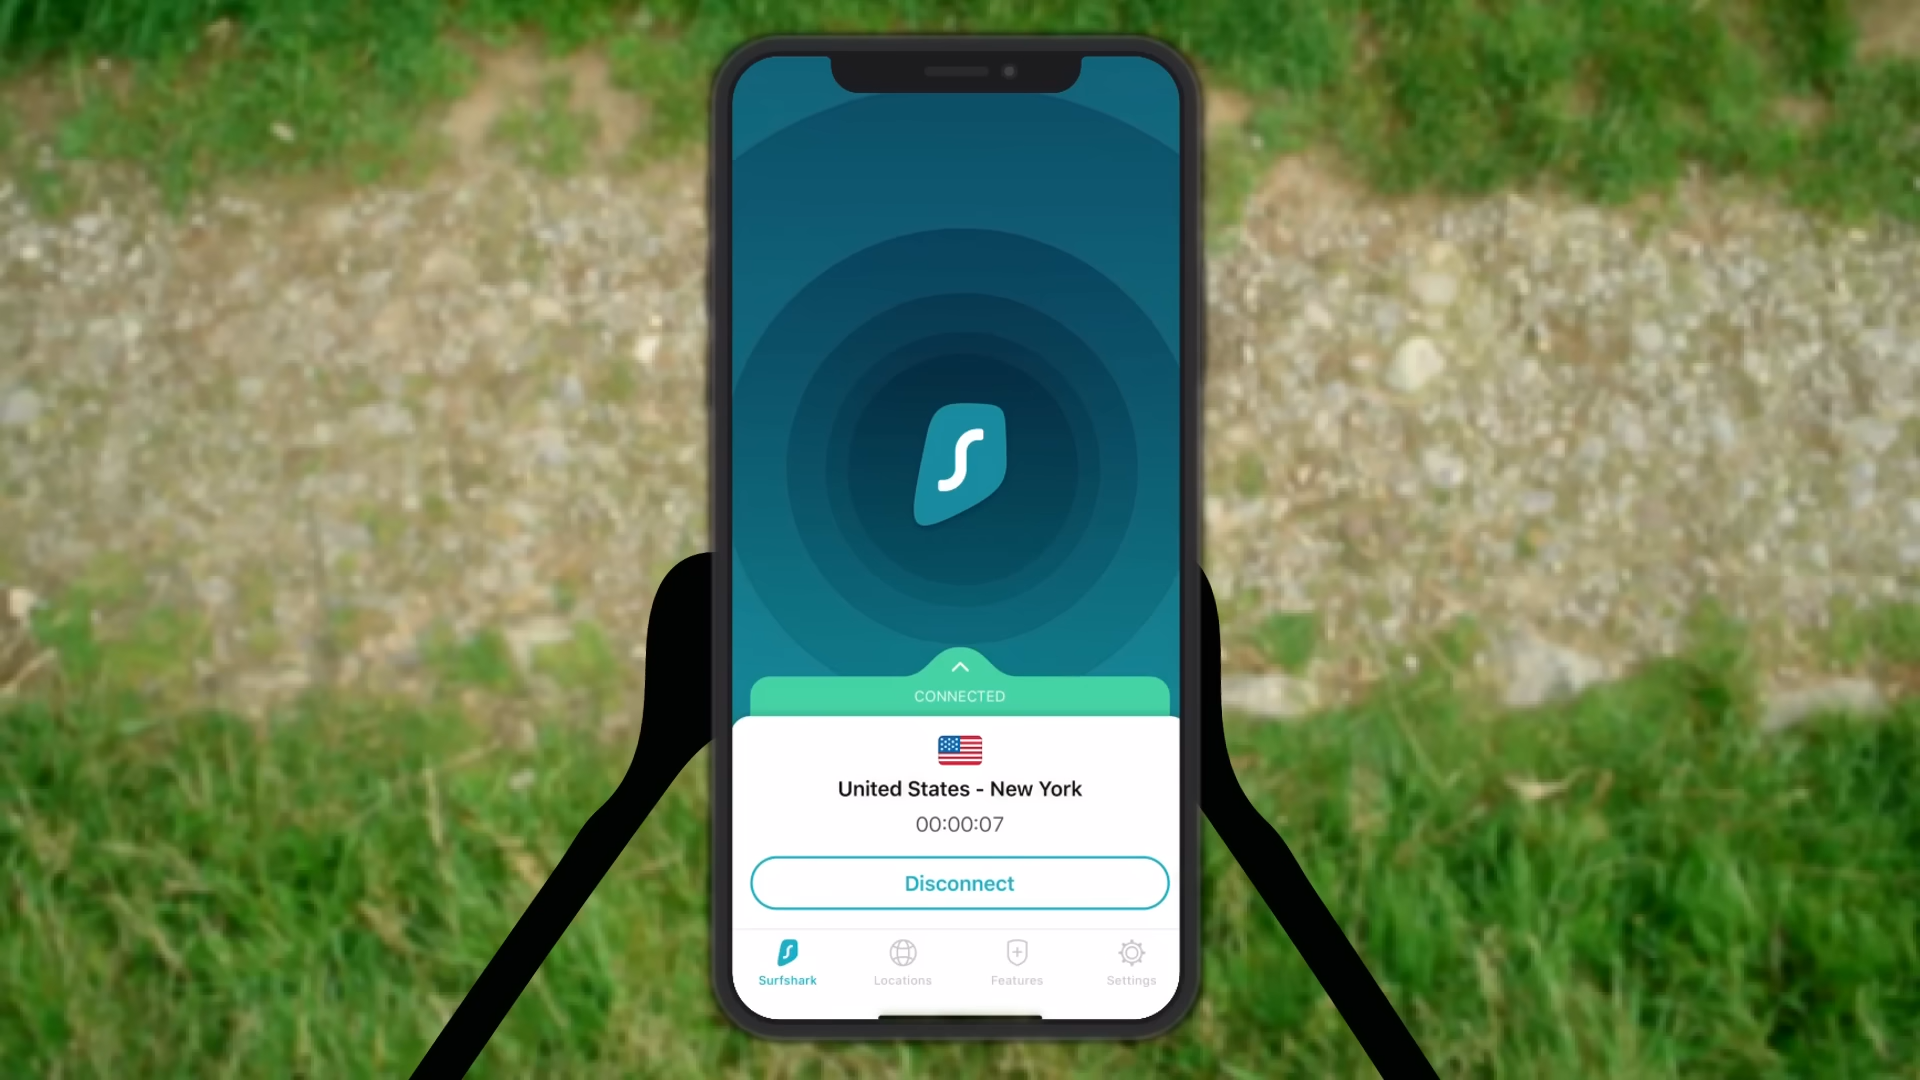 CONNECTED
United States - New York
00:00:07
Disconnect
Surfshark
Locations
Features
Settings